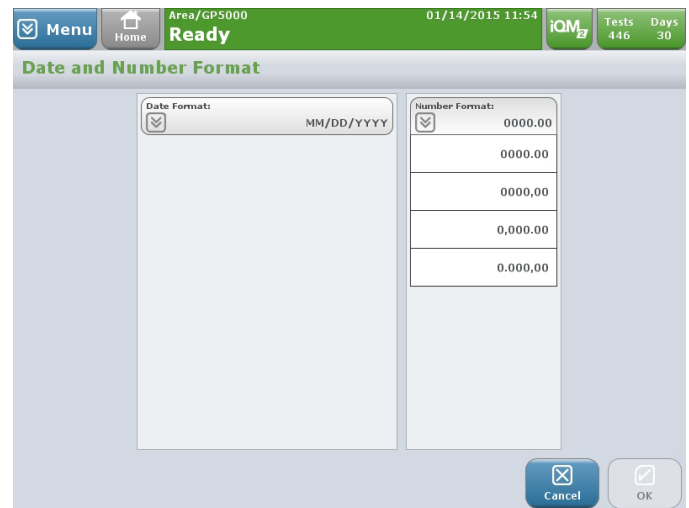 Menu
Home
Area/GP5000
Ready
01/14/2015 11:54
iQM2
Tests Days
446 30
Date and Number Format
Date Format:
MM/DD/YYYY
Number Format:
0000.00
0000.00
0000,00
0,000.00
0.000,00
Cancel
OK